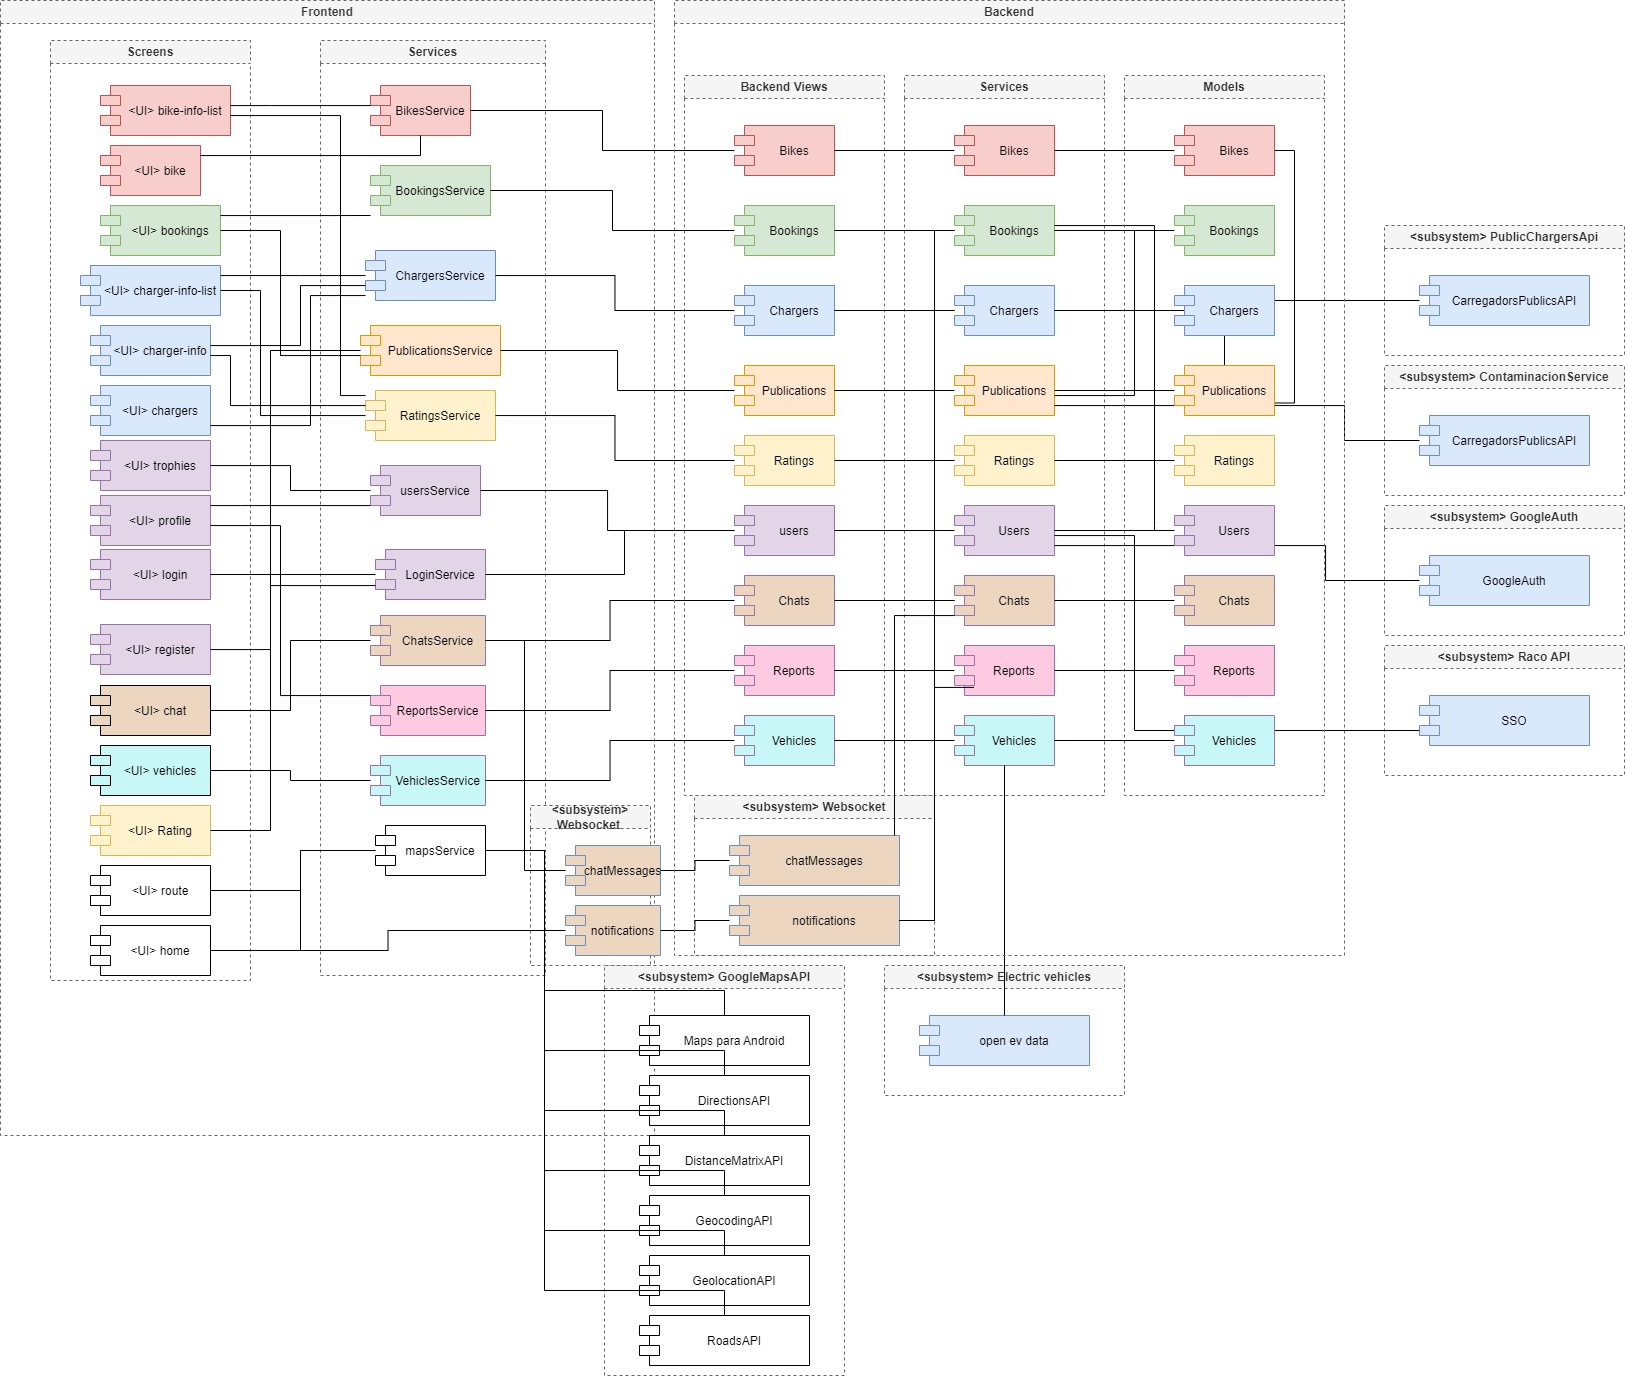 Frontend
Backend
Screens
Services
Backend Views
Services
Models
<UI> bike-info-list
<UI> bike
<UI> bookings
<UI> charger-info-list
<UI> charger-info
<UI> chargers
<UI> trophies
<UI> profile
<UI> login
<UI> register
<UI> chat
<UI> vehicles
<UI> Rating
<UI> route
<UI> home
BikesService
BookingsService
ChargersService
PublicationsService
RatingsService
usersService
LoginService
ChatsService
ReportsService
VehiclesService
mapsService
<subsystem>
Websocket
chatMessages
notifications
Bikes
Bookings
Chargers
Publications
Ratings
users
Chats
Reports
Vehicles
<subsystem> Websocket
chatMessages
notifications
Bikes
Bookings
Chargers
Publications
Ratings
Users
Chats
Reports
Vehicles
Bikes
Bookings
Chargers
Publications
Ratings
Users
Chats
Reports
Vehicles
<subsystem> PublicChargersApi
CarregadorsPublicsAPI
<subsystem> ContaminacionService
CarregadorsPublicsAPI
<subsystem> GoogleAuth
GoogleAuth
<subsystem> Raco API
SSO
<subsystem> GoogleMapsAPI
Maps para Android
DirectionsAPI
DistanceMatrixAPI
GeocodingAPI
GeolocationAPI
RoadsAPI
<subsystem> Electric vehicles
open ev data